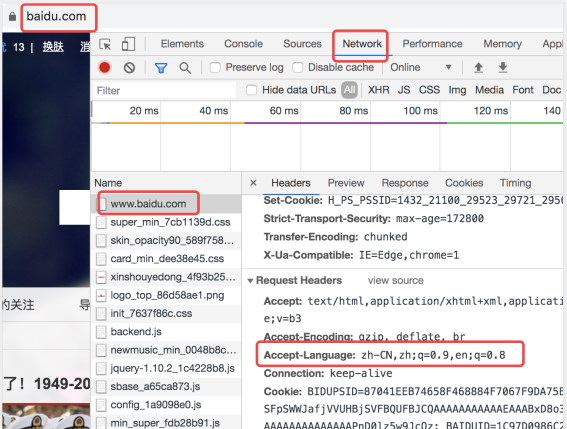 baidu.com
13 | 换肤 消
Elements Console Sources Network Performance Memory
Preserve log Disable cache Online
Filter Hide data URLs All XHR JS CSS Img Media Font Doc
20 ms 40 ms 60 ms 80 ms 100 ms 120 ms 140
Name
× Headers Preview Response Cookies Timing
www.baidu.com
super_min_7cb1139d.css
skin_opacity90_589f758...
card_min_dee38e45.css
xinshouyedong_4f93b25...
logo_top_86d58ae1.png
init_7637f86c.css
backend.js
newmusic_min_0048b8c...
jquery-1.10.2_1c4228b8.js
sbase_a65ca873.js
config_1a9098e0.js
min_super_fdb28b91.js
Set-Cookie: H_PS_PSSID=1432_21100_29523_29721_2956
Strict-Transport-Security: max-age=172800
Transfer-Encoding: chunked
X-Ua-Compatible: IE=Edge,chrome=1
▼ Request Headers view source
Accept: text/html,application/xhtml+xml,applicati
e;v=b3
Accept-Encoding: gzip, deflate, br
Accept-Language: zh-CN,zh;q=0.9,en;q=0.8
Connection: keep-alive
Cookie: BIDUPSID=87041EEB74658F468884F7067F9DA75E
的关注 导
了！1949-20